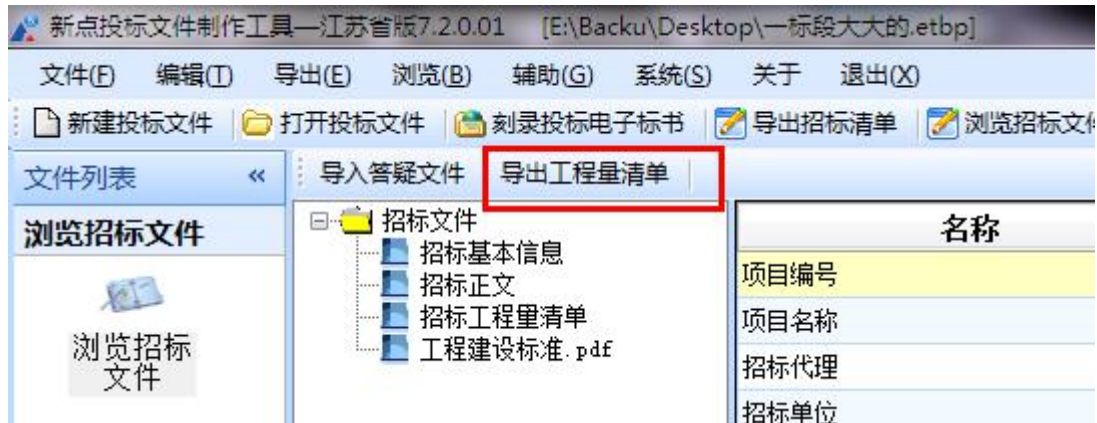 新点投标文件制作工具—江苏省版7.2.0.01 [E:\Backu\Desktop\一标段大大的.etbp]
文件(F) 编辑(T) 导出(E) 浏览(B) 辅助(G) 系统(S) 关于 退出(X)
新建投标文件 打开投标文件 刻录投标电子标书 导出招标清单 浏览招标文件
文件列表 « 导入答疑文件 导出工程量清单
浏览招标文件
浏览招标
文件
招标文件
招标基本信息
招标正文
招标工程量清单
工程建设标准.pdf
名称
项目编号
项目名称
招标代理
招标单位